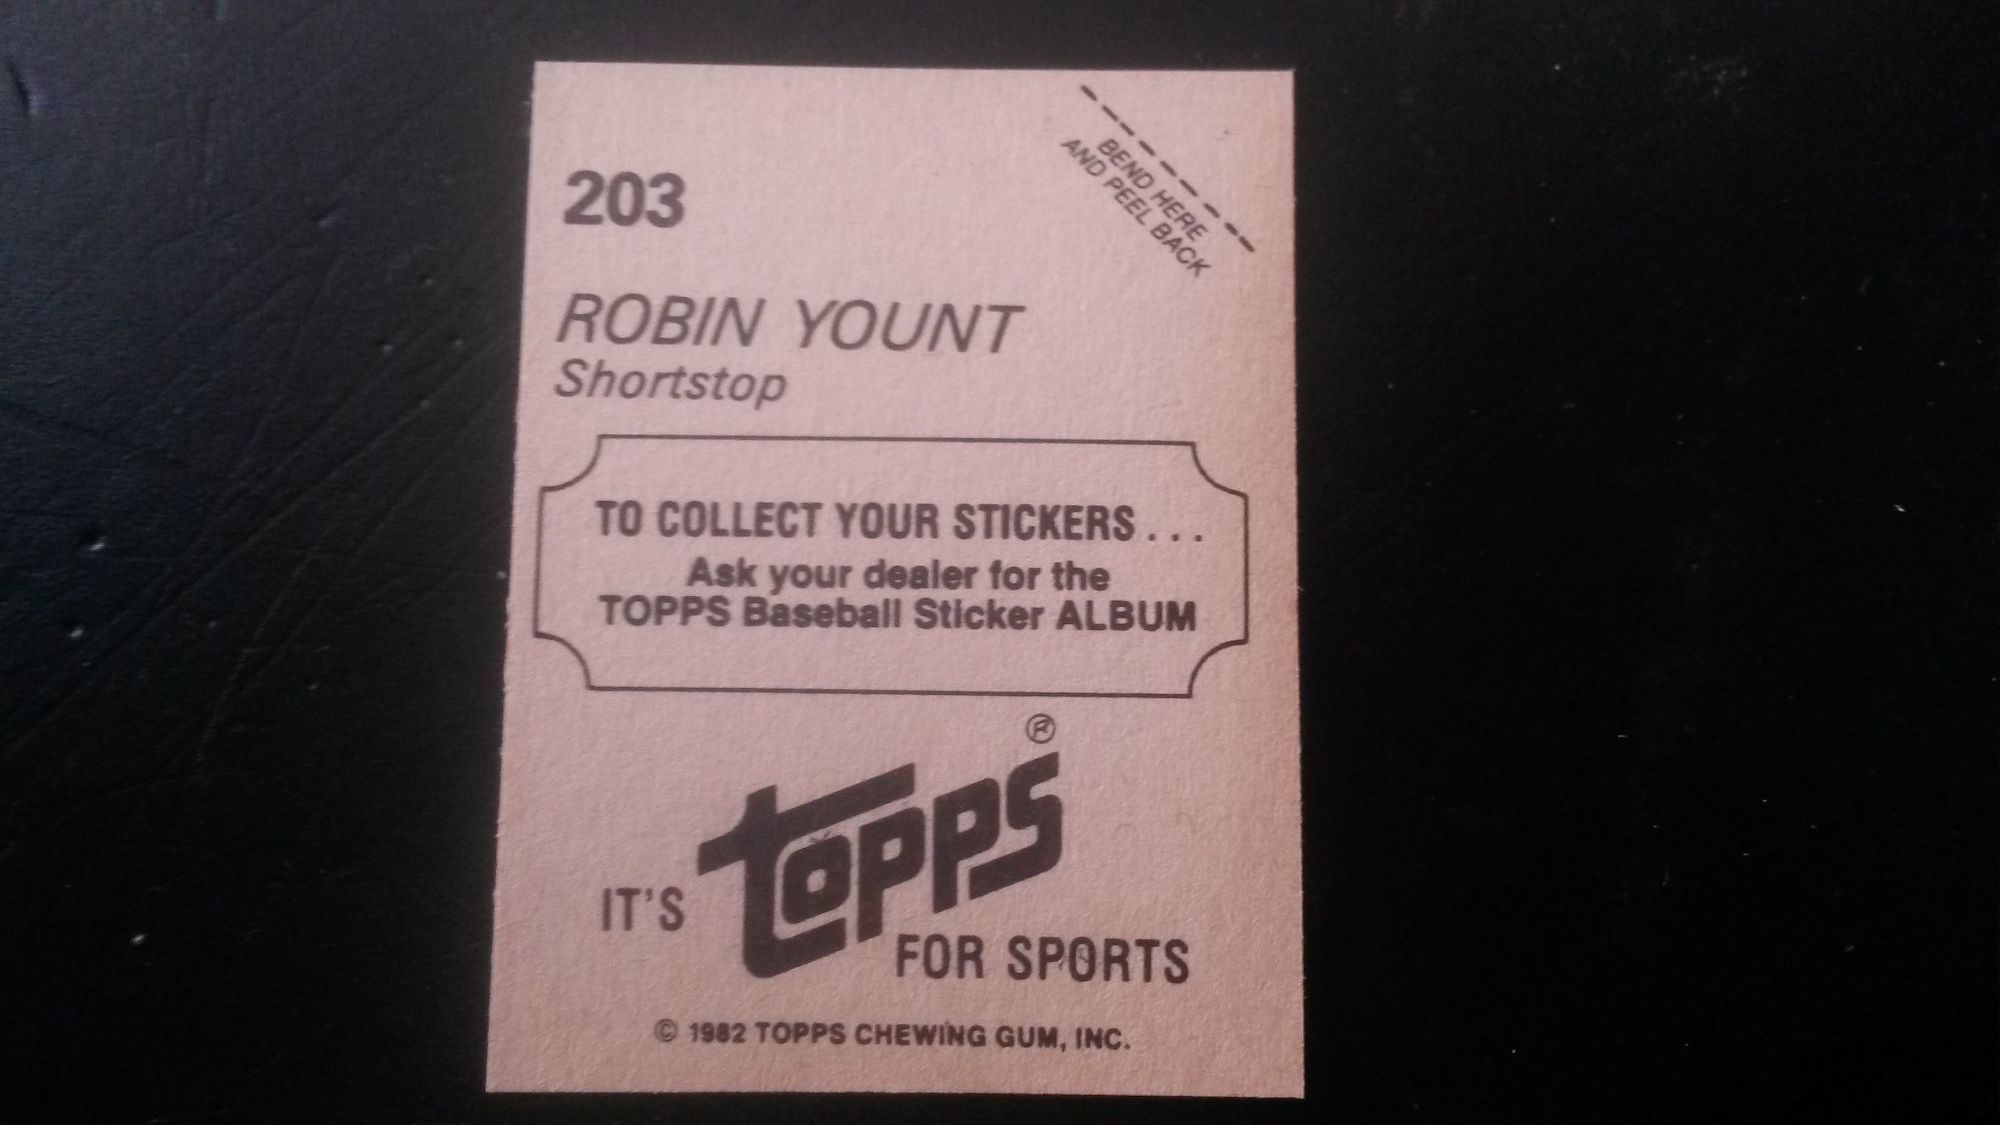 BEND HERE
AND PEEL BACK
203
ROBIN YOUNT
Shortstop
TO COLLECT YOUR STICKERS...
Ask your dealer for the
TOPPS Baseball Sticker ALBUM
IT'S TOPPS® FOR SPORTS
© 1982 TOPPS CHEWING GUM, INC.